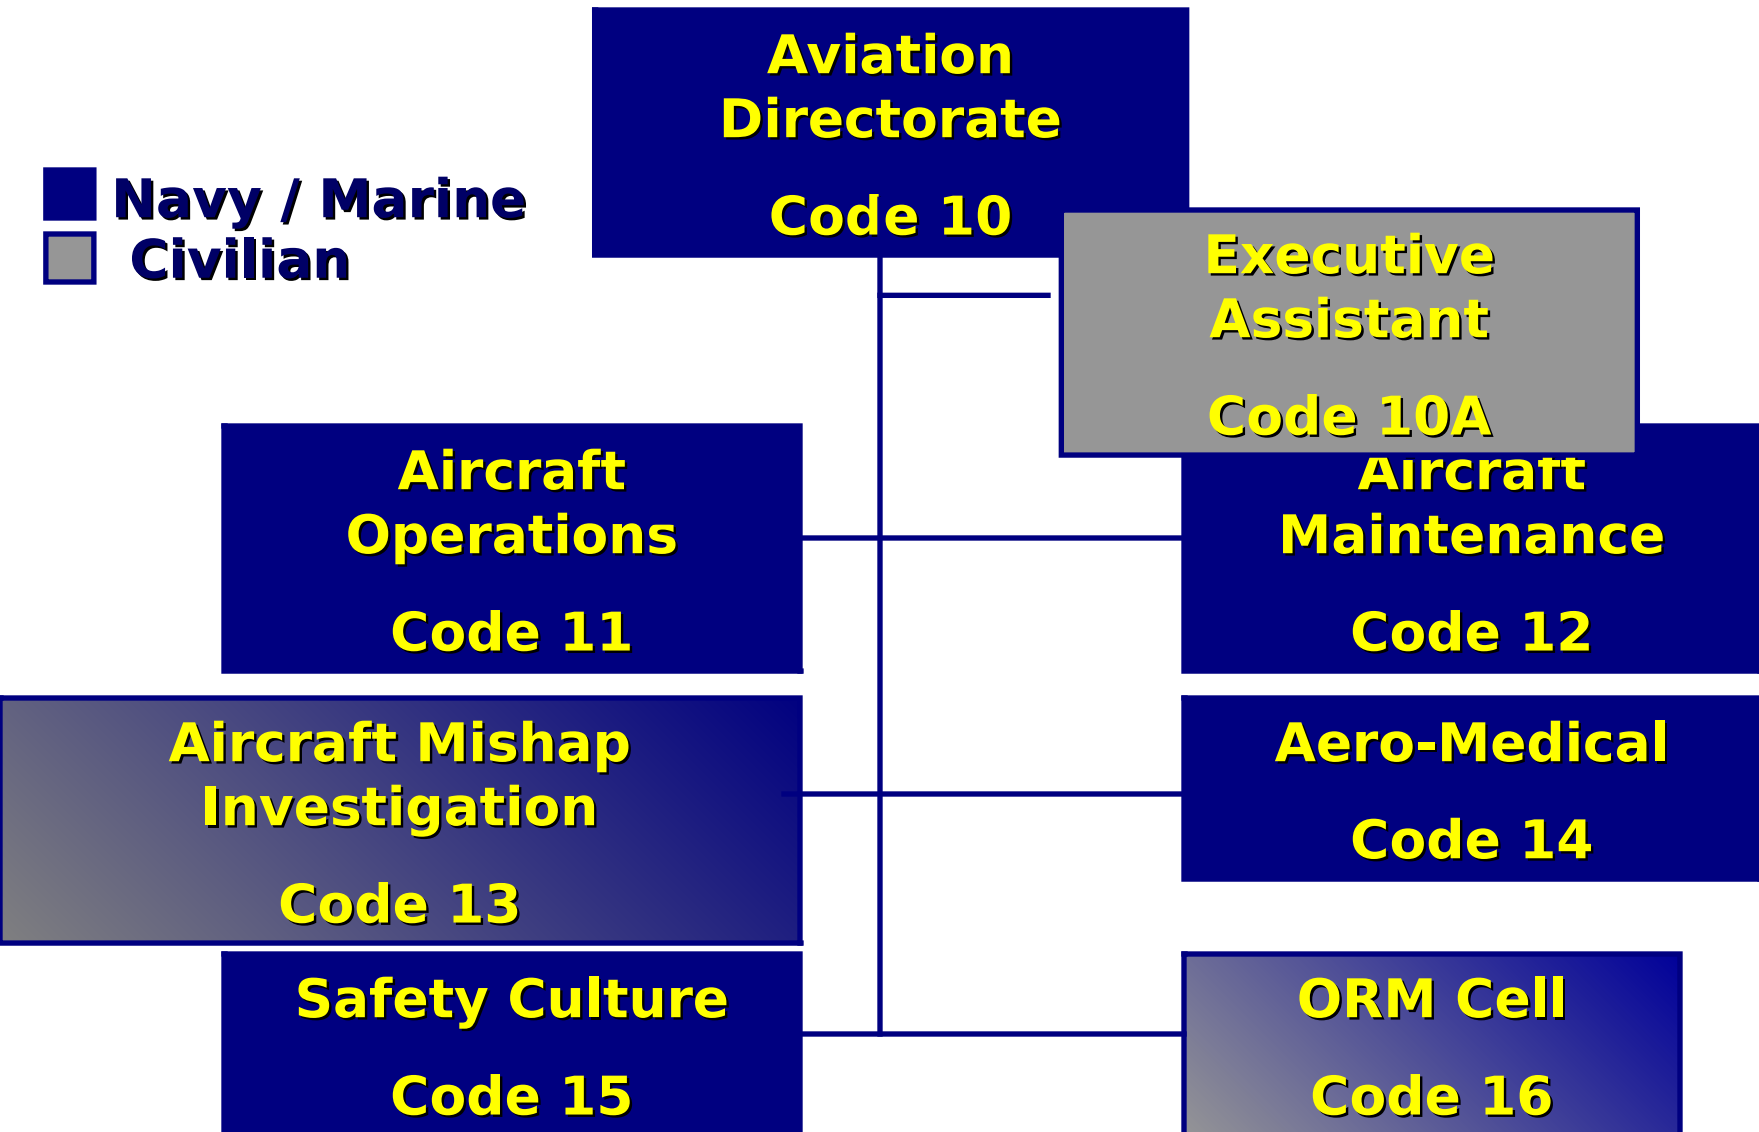 Aviation
Directorate
Code 10
Navy / Marine
Civilian
Executive
Assistant
Code 10A
Aircraft
Operations
Code 11
Aircraft
Maintenance
Code 12
Aircraft Mishap
Investigation
Code 13
Aero-Medical
Code 14
Safety Culture
Code 15
ORM Cell
Code 16